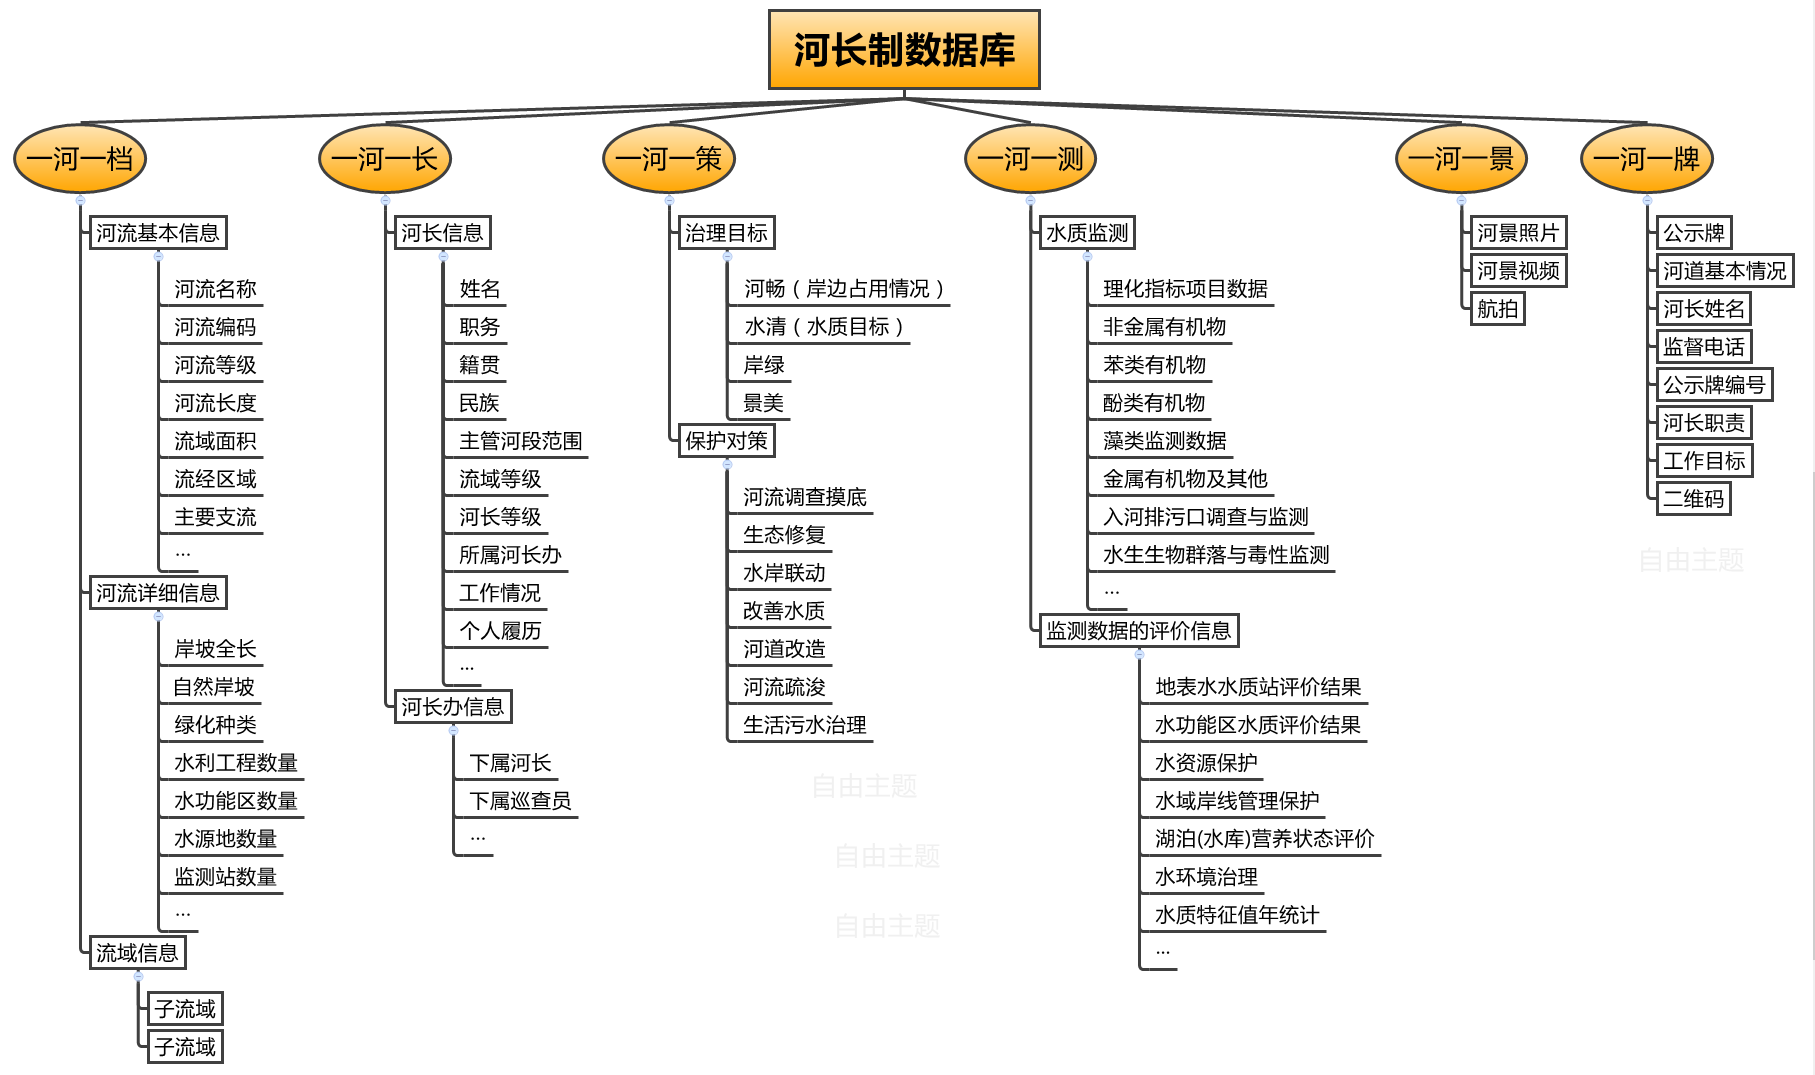 河长制数据库
一河一档
河流基本信息
河流名称
河流编码
河流等级
河流长度
流域面积
流经区域
主要支流
...
河流详细信息
岸坡全长
自然岸坡
绿化种类
水利工程数量
水功能区数量
水源地数量
监测站数量
...
流域信息
子流域
子流域
一河一长
河长信息
姓名
职务
籍贯
民族
主管河段范围
流域等级
河长等级
所属河长办
工作情况
个人履历
...
河长办信息
下属河长
下属巡查员
...
一河一策
治理目标
河畅（岸边占用情况）
水清（水质目标）
岸绿
景美
保护对策
河流调查摸底
生态修复
水岸联动
改善水质
河道改造
河流疏浚
生活污水治理
自由主题
自由主题
自由主题
一河一测
水质监测
理化指标项目数据
非金属有机物
苯类有机物
酚类有机物
藻类监测数据
金属有机物及其他
入河排污口调查与监测
水生生物群落与毒性监测
...
监测数据的评价信息
地表水水质站评价结果
水功能区水质评价结果
水资源保护
水域岸线管理保护
湖泊(水库)营养状态评价
水环境治理
水质特征值年统计
...
一河一景
河景照片
河景视频
航拍
一河一牌
公示牌
河道基本情况
河长姓名
监督电话
公示牌编号
河长职责
工作目标
二维码
自由主题